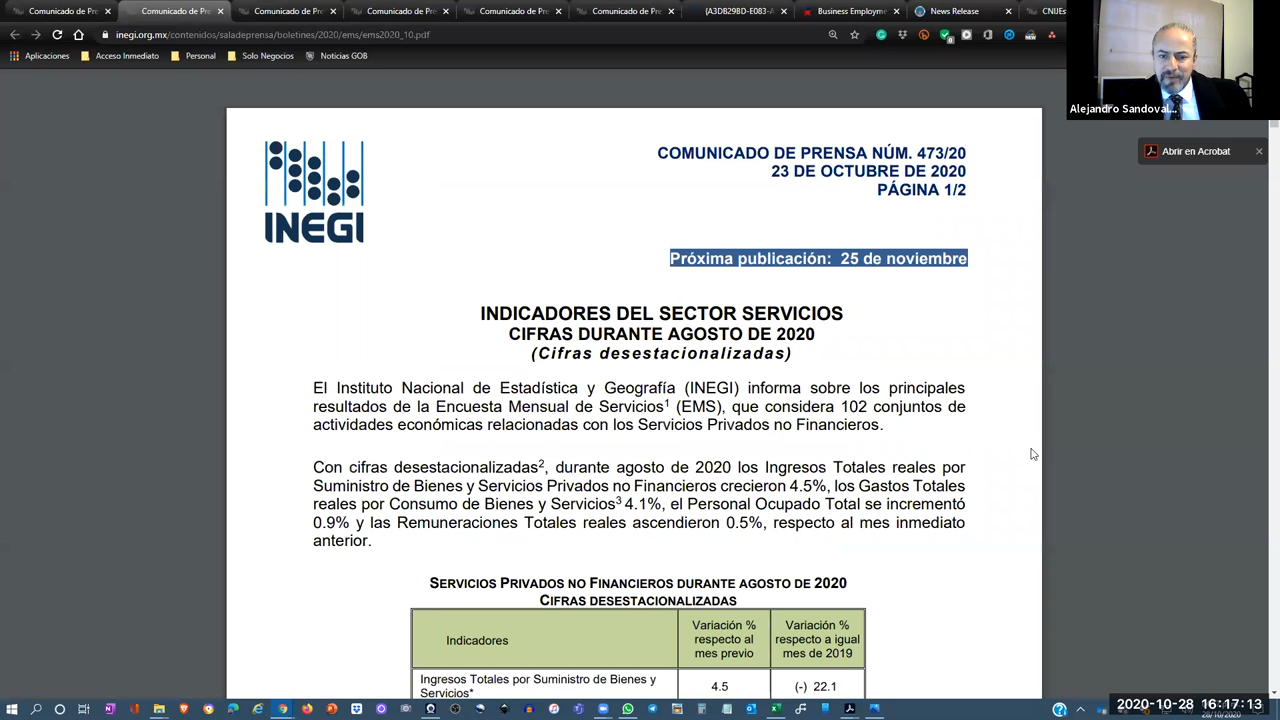 Comunicado de Pren
Comunicado de Pren
Comunicado de Pren
Comunicado de Pren
Comunicado de Pren
Comunicado de Pren
{A3DB29BD-E083-A
Business Employm
News Release
CNIJEs
inegi.org.mx/contenidos/saladeprensa/boletines/2020/ems/ems2020_10.pdf
Aplicaciones Acceso Inmediato Personal Solo Negocios Noticias GOB
Alejandro Sandoval...
Abrir en Acrobat
INEGI
COMUNICADO DE PRENSA NÚM. 473/20
23 DE OCTUBRE DE 2020
PÁGINA 1/2
Próxima publicación: 25 de noviembre
INDICADORES DEL SECTOR SERVICIOS
CIFRAS DURANTE AGOSTO DE 2020
(Cifras desestacionalizadas)
El Instituto Nacional de Estadística y Geografía (INEGI) informa sobre los principales
resultados de la Encuesta Mensual de Servicios¹ (EMS), que considera 102 conjuntos de
actividades económicas relacionadas con los Servicios Privados no Financieros.
Con cifras desestacionalizadas², durante agosto de 2020 los Ingresos Totales reales por
Suministro de Bienes y Servicios Privados no Financieros crecieron 4.5%, los Gastos Totales
reales por Consumo de Bienes y Servicios³ 4.1%, el Personal Ocupado Total se incrementó
0.9% y las Remuneraciones Totales reales ascendieron 0.5%, respecto al mes inmediato
anterior.
SERVICIOS PRIVADOS NO FINANCIEROS DURANTE AGOSTO DE 2020
CIFRAS DESESTACIONALIZADAS
Indicadores
Variación %
respecto al
mes previo
Variación %
respecto a igual
mes de 2019
Ingresos Totales por Suministro de Bienes y
Servicios*
4.5
(-) 22.1
2020-10-28 16:17:13